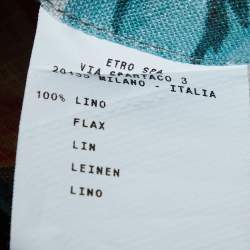 ETRO SPA
VIA SPARTACO 3
20135 MILANO - ITALIA
100% LINO
FLAX
LIN
LEINEN
LINO